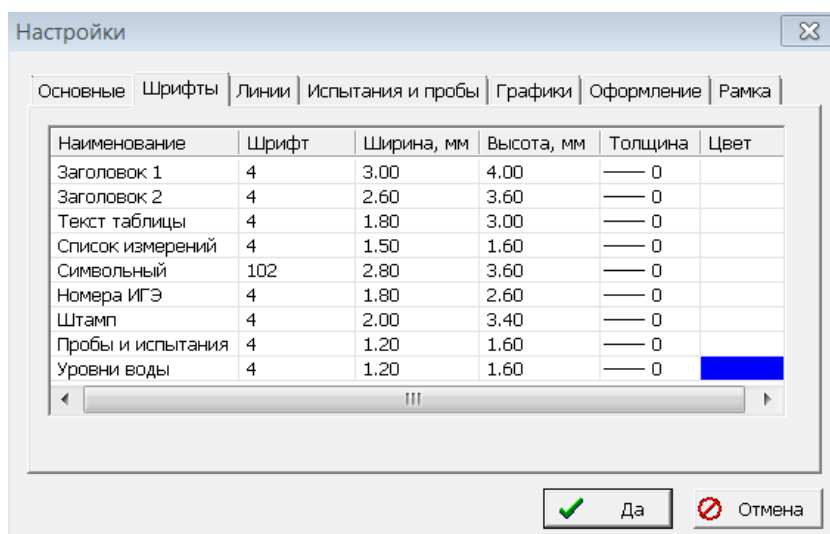 Настройки
Основные Шрифты Линии Испытания и пробы Графики Оформление Рамка
Наименование Шрифт Ширина, мм Высота, мм Толщина Цвет
Заголовок 1 4 3.00 4.00 0
Заголовок 2 4 2.60 3.60 0
Текст таблицы 4 1.80 3.00 0
Список измерений 4 1.50 1.60 0
Символьный 102 2.80 3.60 0
Номера ИГЭ 4 1.80 2.60 0
Штамп 4 2.00 3.40 0
Пробы и испытания 4 1.20 1.60 0
Уровни воды 4 1.20 1.60 0
Да Отмена